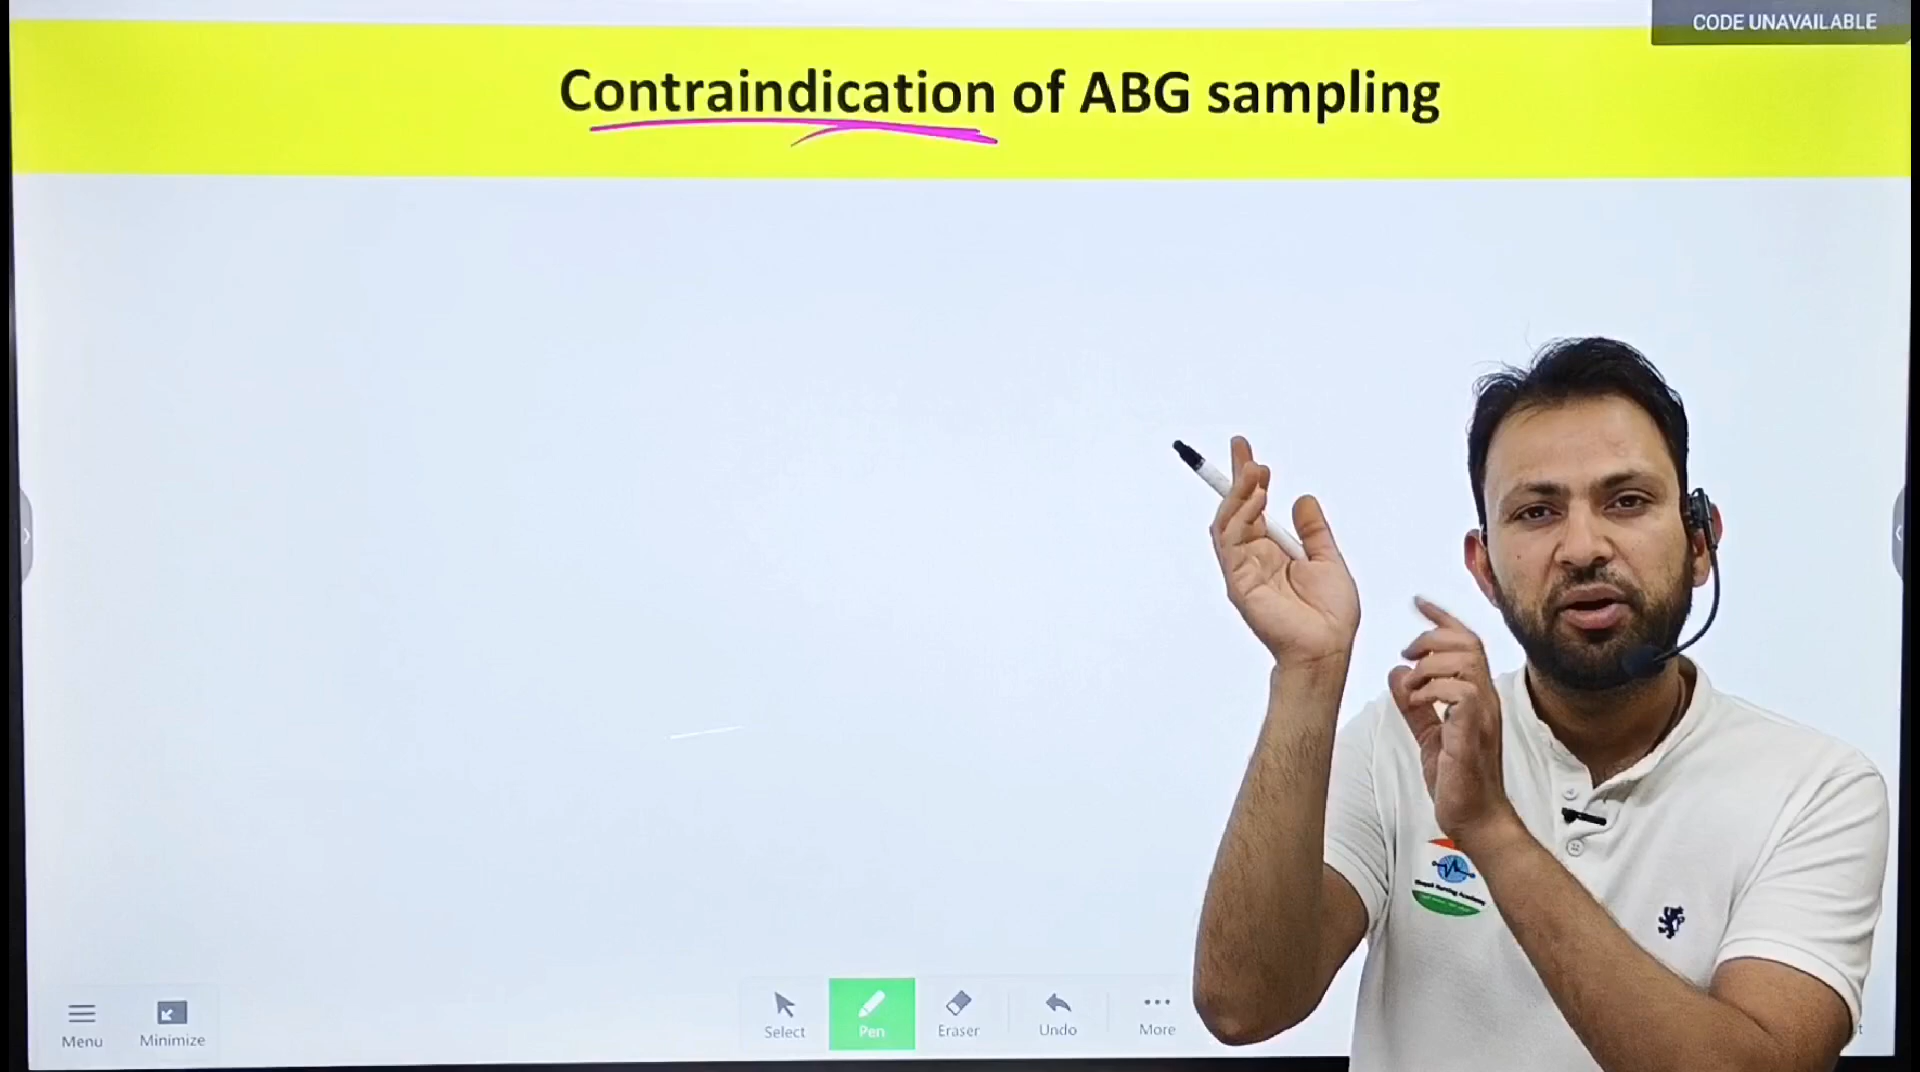 CODE UNAVAILABLE
Contraindication of ABG sampling
Menu
Minimize
Select
Pen
Eraser
Undo
More